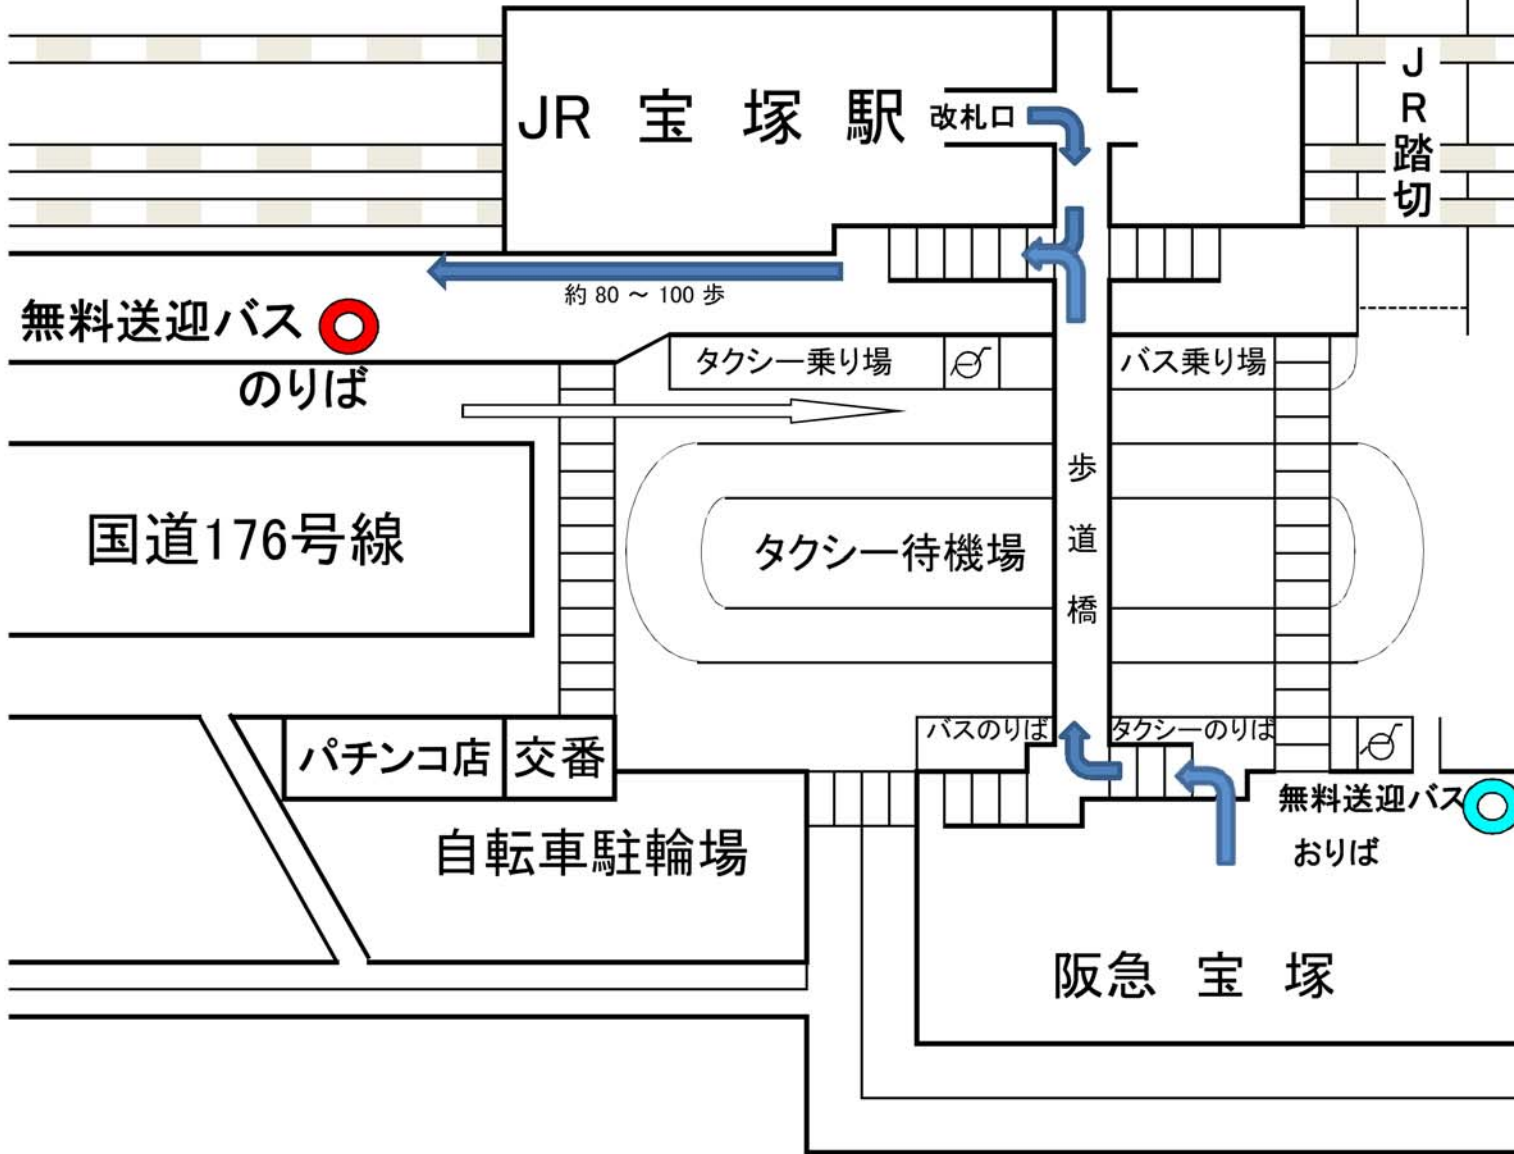 JR 宝 塚 駅
改札口
JR踏切
約 80 ～ 100 歩
無料送迎バス
のりば
タクシー乗り場
バス乗り場
国道176号線
タクシー待機場
歩道橋
パチンコ店
交番
バスのりば
タクシーのりば
自転車駐輪場
無料送迎バス
おりば
阪急 宝 塚